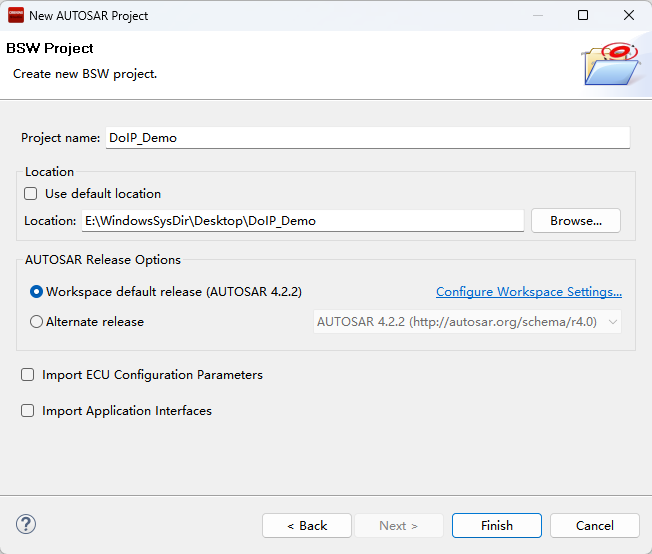 New AUTOSAR Project
BSW Project
Create new BSW project.
Project name: DoIP_Demo
Location
Use default location
Location: E:\WindowsSysDir\Desktop\DoIP_Demo Browse...
AUTOSAR Release Options
Workspace default release (AUTOSAR 4.2.2) Configure Workspace Settings...
Alternate release AUTOSAR 4.2.2 (http://autosar.org/schema/r4.0)
Import ECU Configuration Parameters
Import Application Interfaces
? < Back Next > Finish Cancel